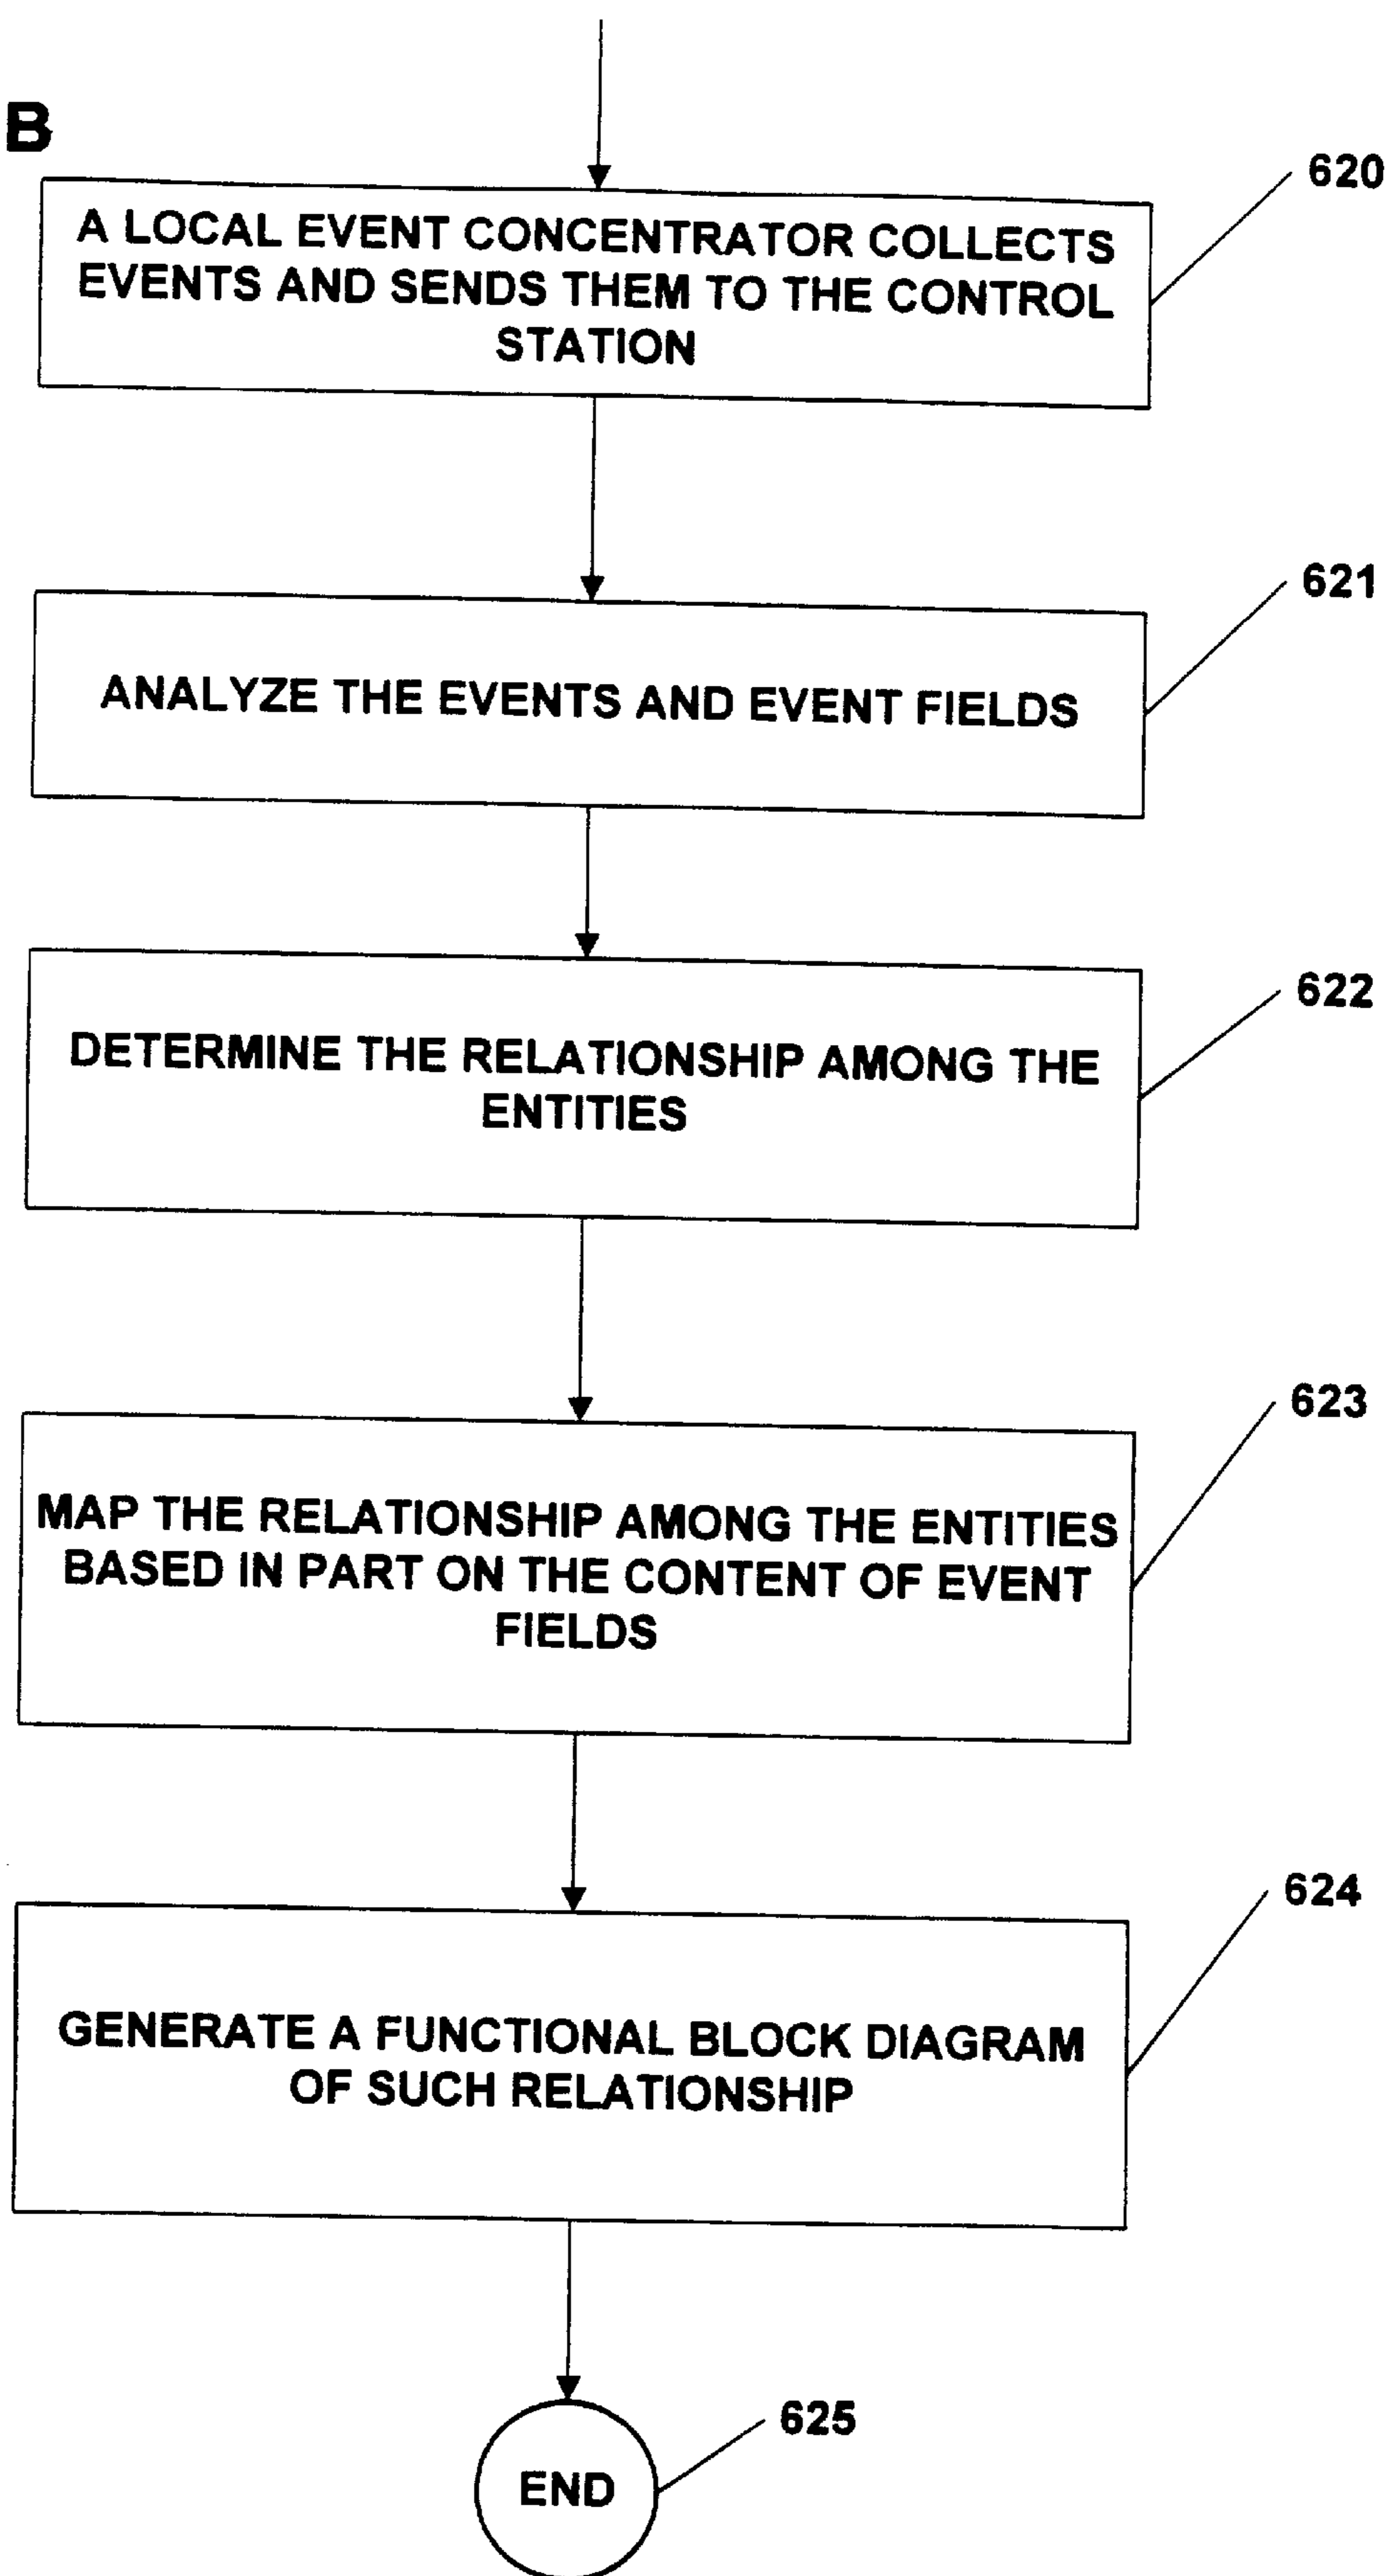 B
620
A LOCAL EVENT CONCENTRATOR COLLECTS
EVENTS AND SENDS THEM TO THE CONTROL
STATION
621
ANALYZE THE EVENTS AND EVENT FIELDS
622
DETERMINE THE RELATIONSHIP AMONG THE
ENTITIES
623
MAP THE RELATIONSHIP AMONG THE ENTITIES
BASED IN PART ON THE CONTENT OF EVENT
FIELDS
624
GENERATE A FUNCTIONAL BLOCK DIAGRAM
OF SUCH RELATIONSHIP
625
END